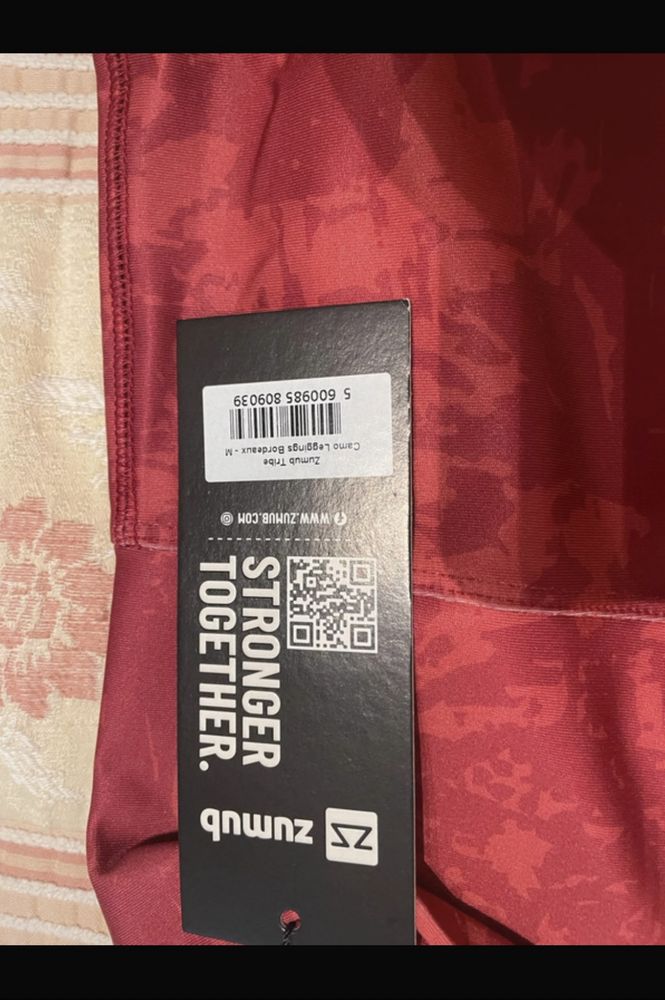 zumub
STRONGER
TOGETHER.
WWW.ZUMUB.COM
Zumub Tribe
Camo Leggings Bordeaux - M
5 600985 809039